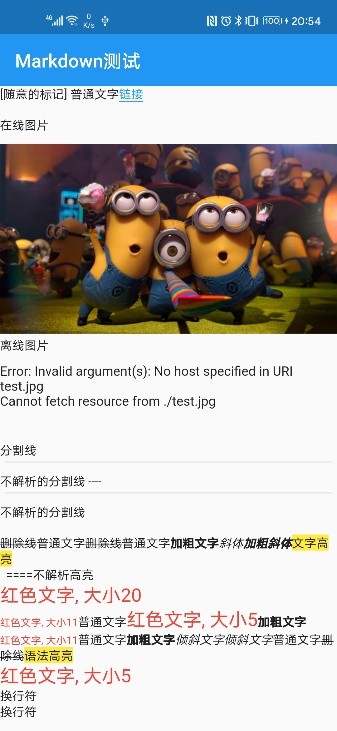 46 0 K/s 100 20:54
Markdown测试
[随意的标记] 普通文字链接
在线图片
离线图片
Error: Invalid argument(s): No host specified in URI
test.jpg
Cannot fetch resource from ./test.jpg
分割线
不解析的分割线 ----
不解析的分割线
删除线普通文字删除线普通文字加粗文字斜体加粗斜体文字高
亮
====不解析高亮
红色文字, 大小20
红色文字, 大小11普通文字红色文字, 大小5加粗文字
红色文字, 大小11普通文字加粗文字倾斜文字倾斜文字普通文字删
除线语法高亮
红色文字, 大小5
换行符
换行符